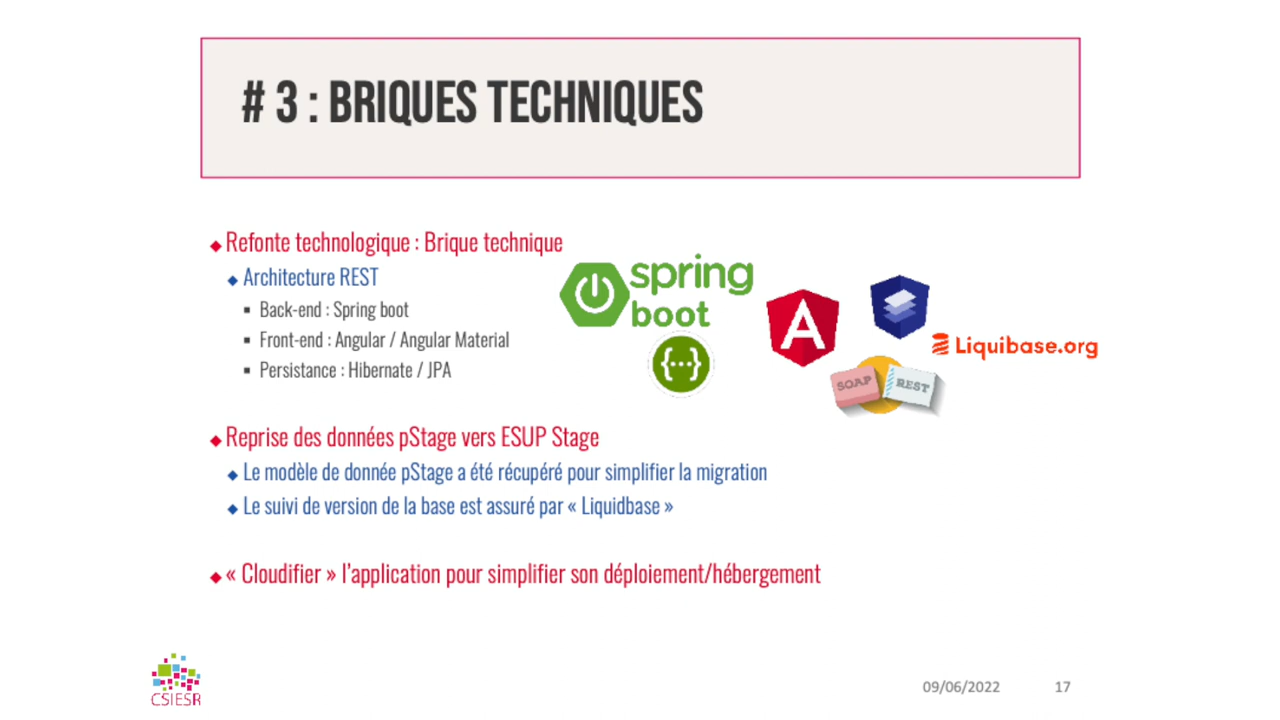 # 3 : BRIQUES TECHNIQUES
Refonte technologique : Brique technique
Architecture REST
Back-end : Spring boot
Front-end : Angular / Angular Material
Persistance : Hibernate / JPA
spring
boot
A
{...}
Liquibase.org
SOAP
REST
Reprise des données pStage vers ESUP Stage
Le modèle de donnée pStage a été récupéré pour simplifier la migration
Le suivi de version de la base est assuré par « Liquidbase »
« Cloudifier » l'application pour simplifier son déploiement/hébergement
CSIESR
09/06/2022
17